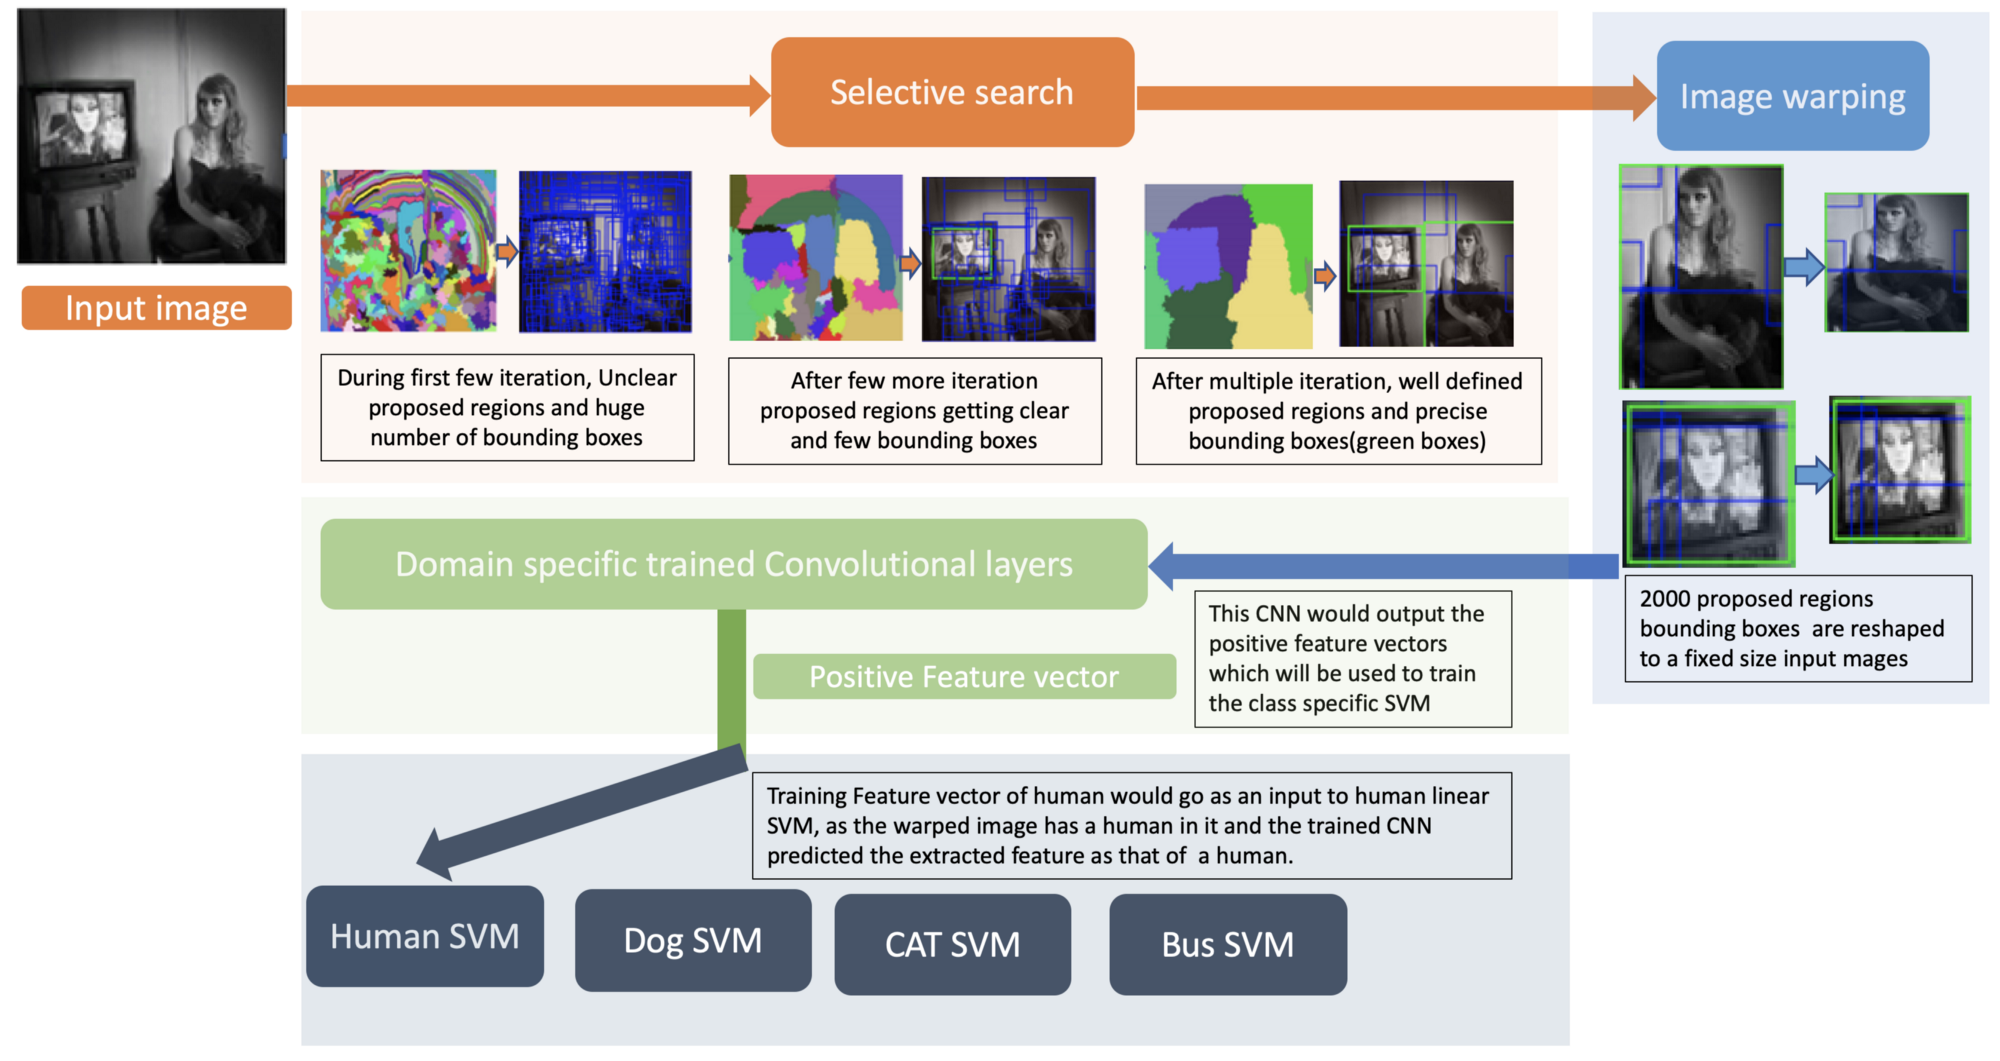 Selective search
Image warping
Input image
During first few iteration, Unclear
proposed regions and huge
number of bounding boxes
After few more iteration
proposed regions getting clear
and few bounding boxes
After multiple iteration, well defined
proposed regions and precise
bounding boxes(green boxes)
Domain specific trained Convolutional layers
2000 proposed regions
bounding boxes  are reshaped
to a fixed size input mages
This CNN would output the
positive feature vectors
which will be used to train
the class specific SVM
Positive Feature vector
Training Feature vector of human would go as an input to human linear
SVM, as the warped image has a human in it and the trained CNN
predicted the extracted feature as that of  a human.
Human SVM
Dog SVM
CAT SVM
Bus SVM